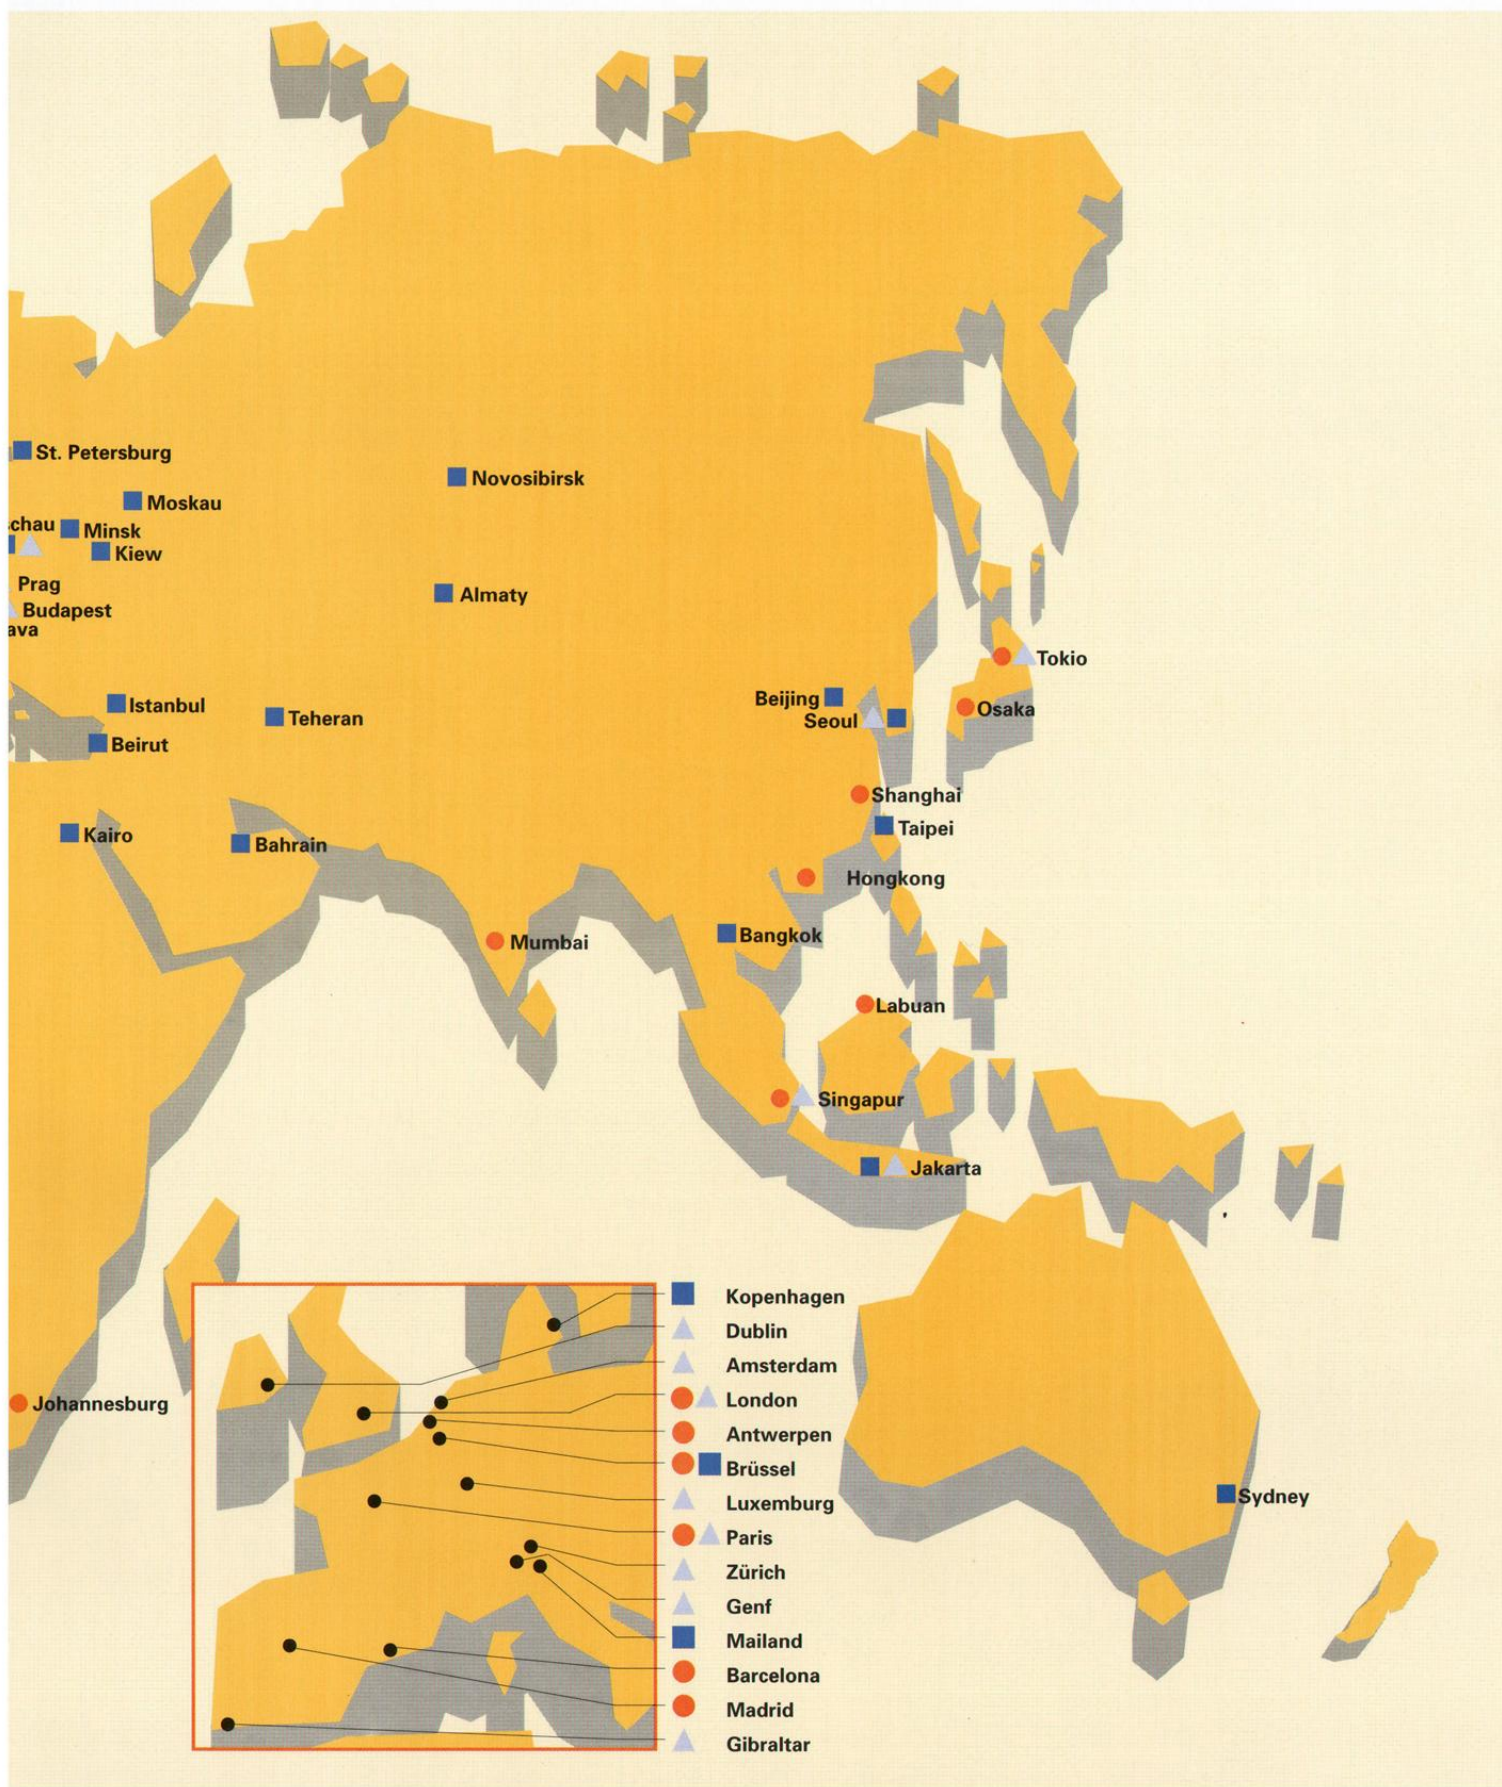 St. Petersburg
Novosibirsk
Moskau
schau
Minsk
Kiew
Prag
Almaty
Budapest
ava
Tokio
Beijing
Istanbul
Osaka
Teheran
Seoul
Beirut
Shanghai
Taipei
Kairo
Bahrain
Hongkong
Bangkok
Mumbai
Labuan
Singapur
Jakarta
Kopenhagen
Dublin
Amsterdam
London
Johannesburg
Antwerpen
Brüssel
Sydney
Luxemburg
Paris
Zürich
Genf
Mailand
Barcelona
Madrid
Gibraltar